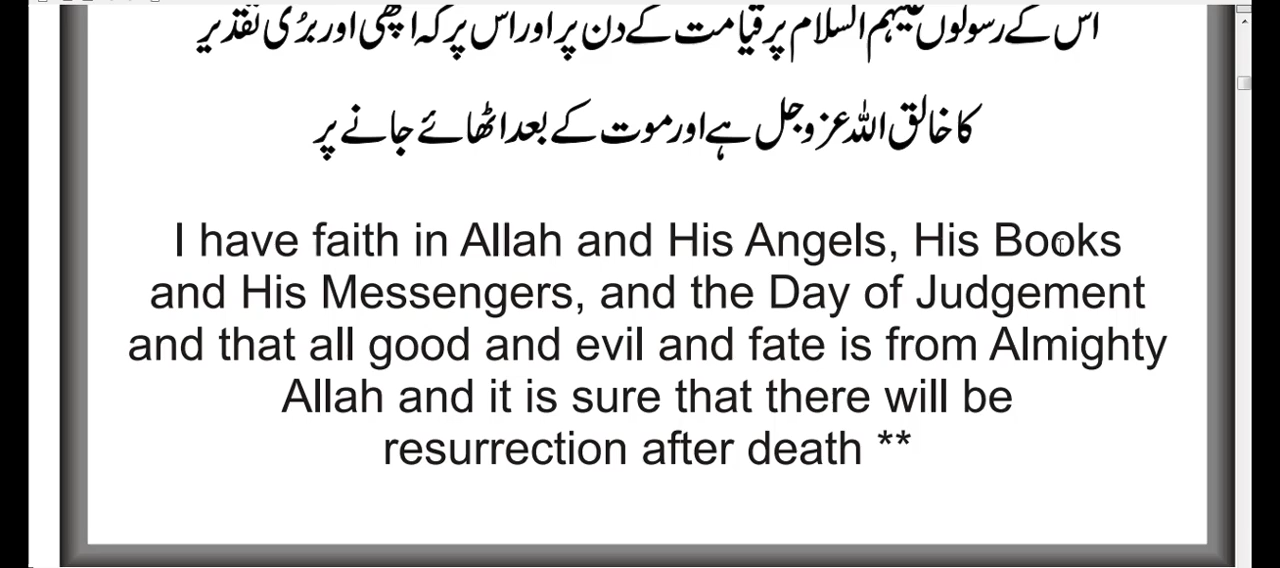 اس کے رسولوں علیہم السلام پر قیامت کے دن پر اور اس پر کہ اچھی اور برُی تقدیر
کا خالق اللہ عزوجل ہے اور موت کے بعد اٹھائے جانے پر
I have faith in Allah and His Angels, His Books
and His Messengers, and the Day of Judgement
and that all good and evil and fate is from Almighty
Allah and it is sure that there will be
resurrection after death **